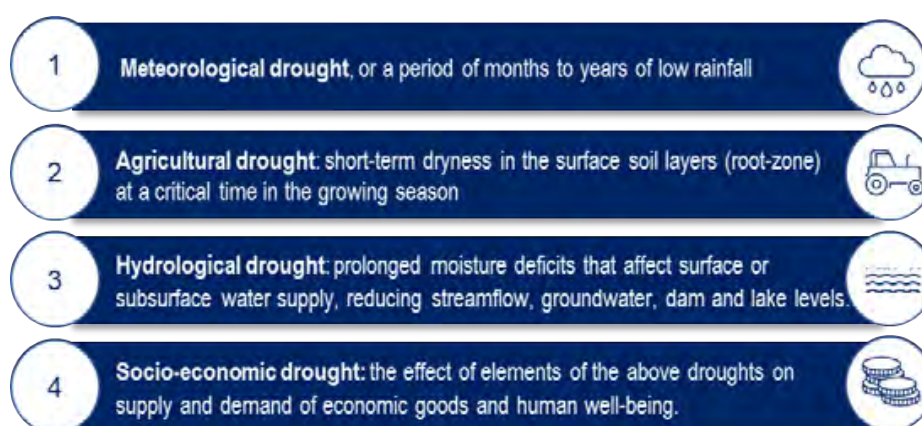 1
Meteorological drought, or a period of months to years of low rainfall
2
Agricultural drought: short-term dryness in the surface soil layers (root-zone)
at a critical time in the growing season
3
Hydrological drought: prolonged moisture deficits that affect surface or
subsurface water supply, reducing streamflow, groundwater, dam and lake levels.
4
Socio-economic drought: the effect of elements of the above droughts on
supply and demand of economic goods and human well-being.